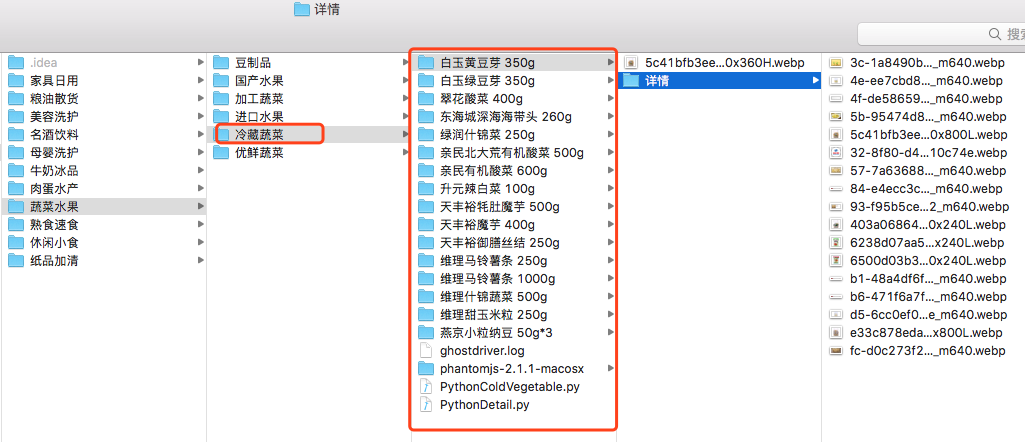 详情
搜索
.idea
家具日用
粮油散货
美容洗护
名酒饮料
母婴洗护
牛奶冰品
肉蛋水产
蔬菜水果
熟食速食
休闲小食
纸品加清
豆制品
国产水果
加工蔬菜
进口水果
冷藏蔬菜
优鲜蔬菜
白玉黄豆芽 350g
白玉绿豆芽 350g
翠花酸菜 400g
东海城深海海带头 260g
绿润什锦菜 250g
亲民北大荒有机酸菜 500g
亲民有机酸菜 600g
升元辣白菜 100g
天丰裕牦肚魔芋 500g
天丰裕魔芋 400g
天丰裕御膳丝结 250g
维理马铃薯条 250g
维理马铃薯条 1000g
维理什锦蔬菜 500g
维理甜玉米粒 250g
燕京小粒纳豆 50g*3
ghostdriver.log
phantomjs-2.1.1-macosx
PythonColdVegetable.py
PythonDetail.py
5c41bfb3ee...0x360H.webp
详情
3c-1a8490b..._m640.webp
4e-ee7cbd8..._m640.webp
4f-de58659..._m640.webp
5b-95474d8..._m640.webp
5c41bfb3ee...0x240L.webp
32-8f80-d4...10c74e.webp
57-7a63688..._m640.webp
84-e4ecc3c..._m640.webp
93-f95b5ce...2_m640.webp
403a06864...0x240L.webp
6238d07aa5...x240L.webp
6500d03b3...0x240L.webp
b1-48a4df6f..._m640.webp
b6-471f6a7f..._m640.webp
d5-6cc0ef0...e_m640.webp
e33c878eda...x800L.webp
fc-d0c273f2..._m640.webp